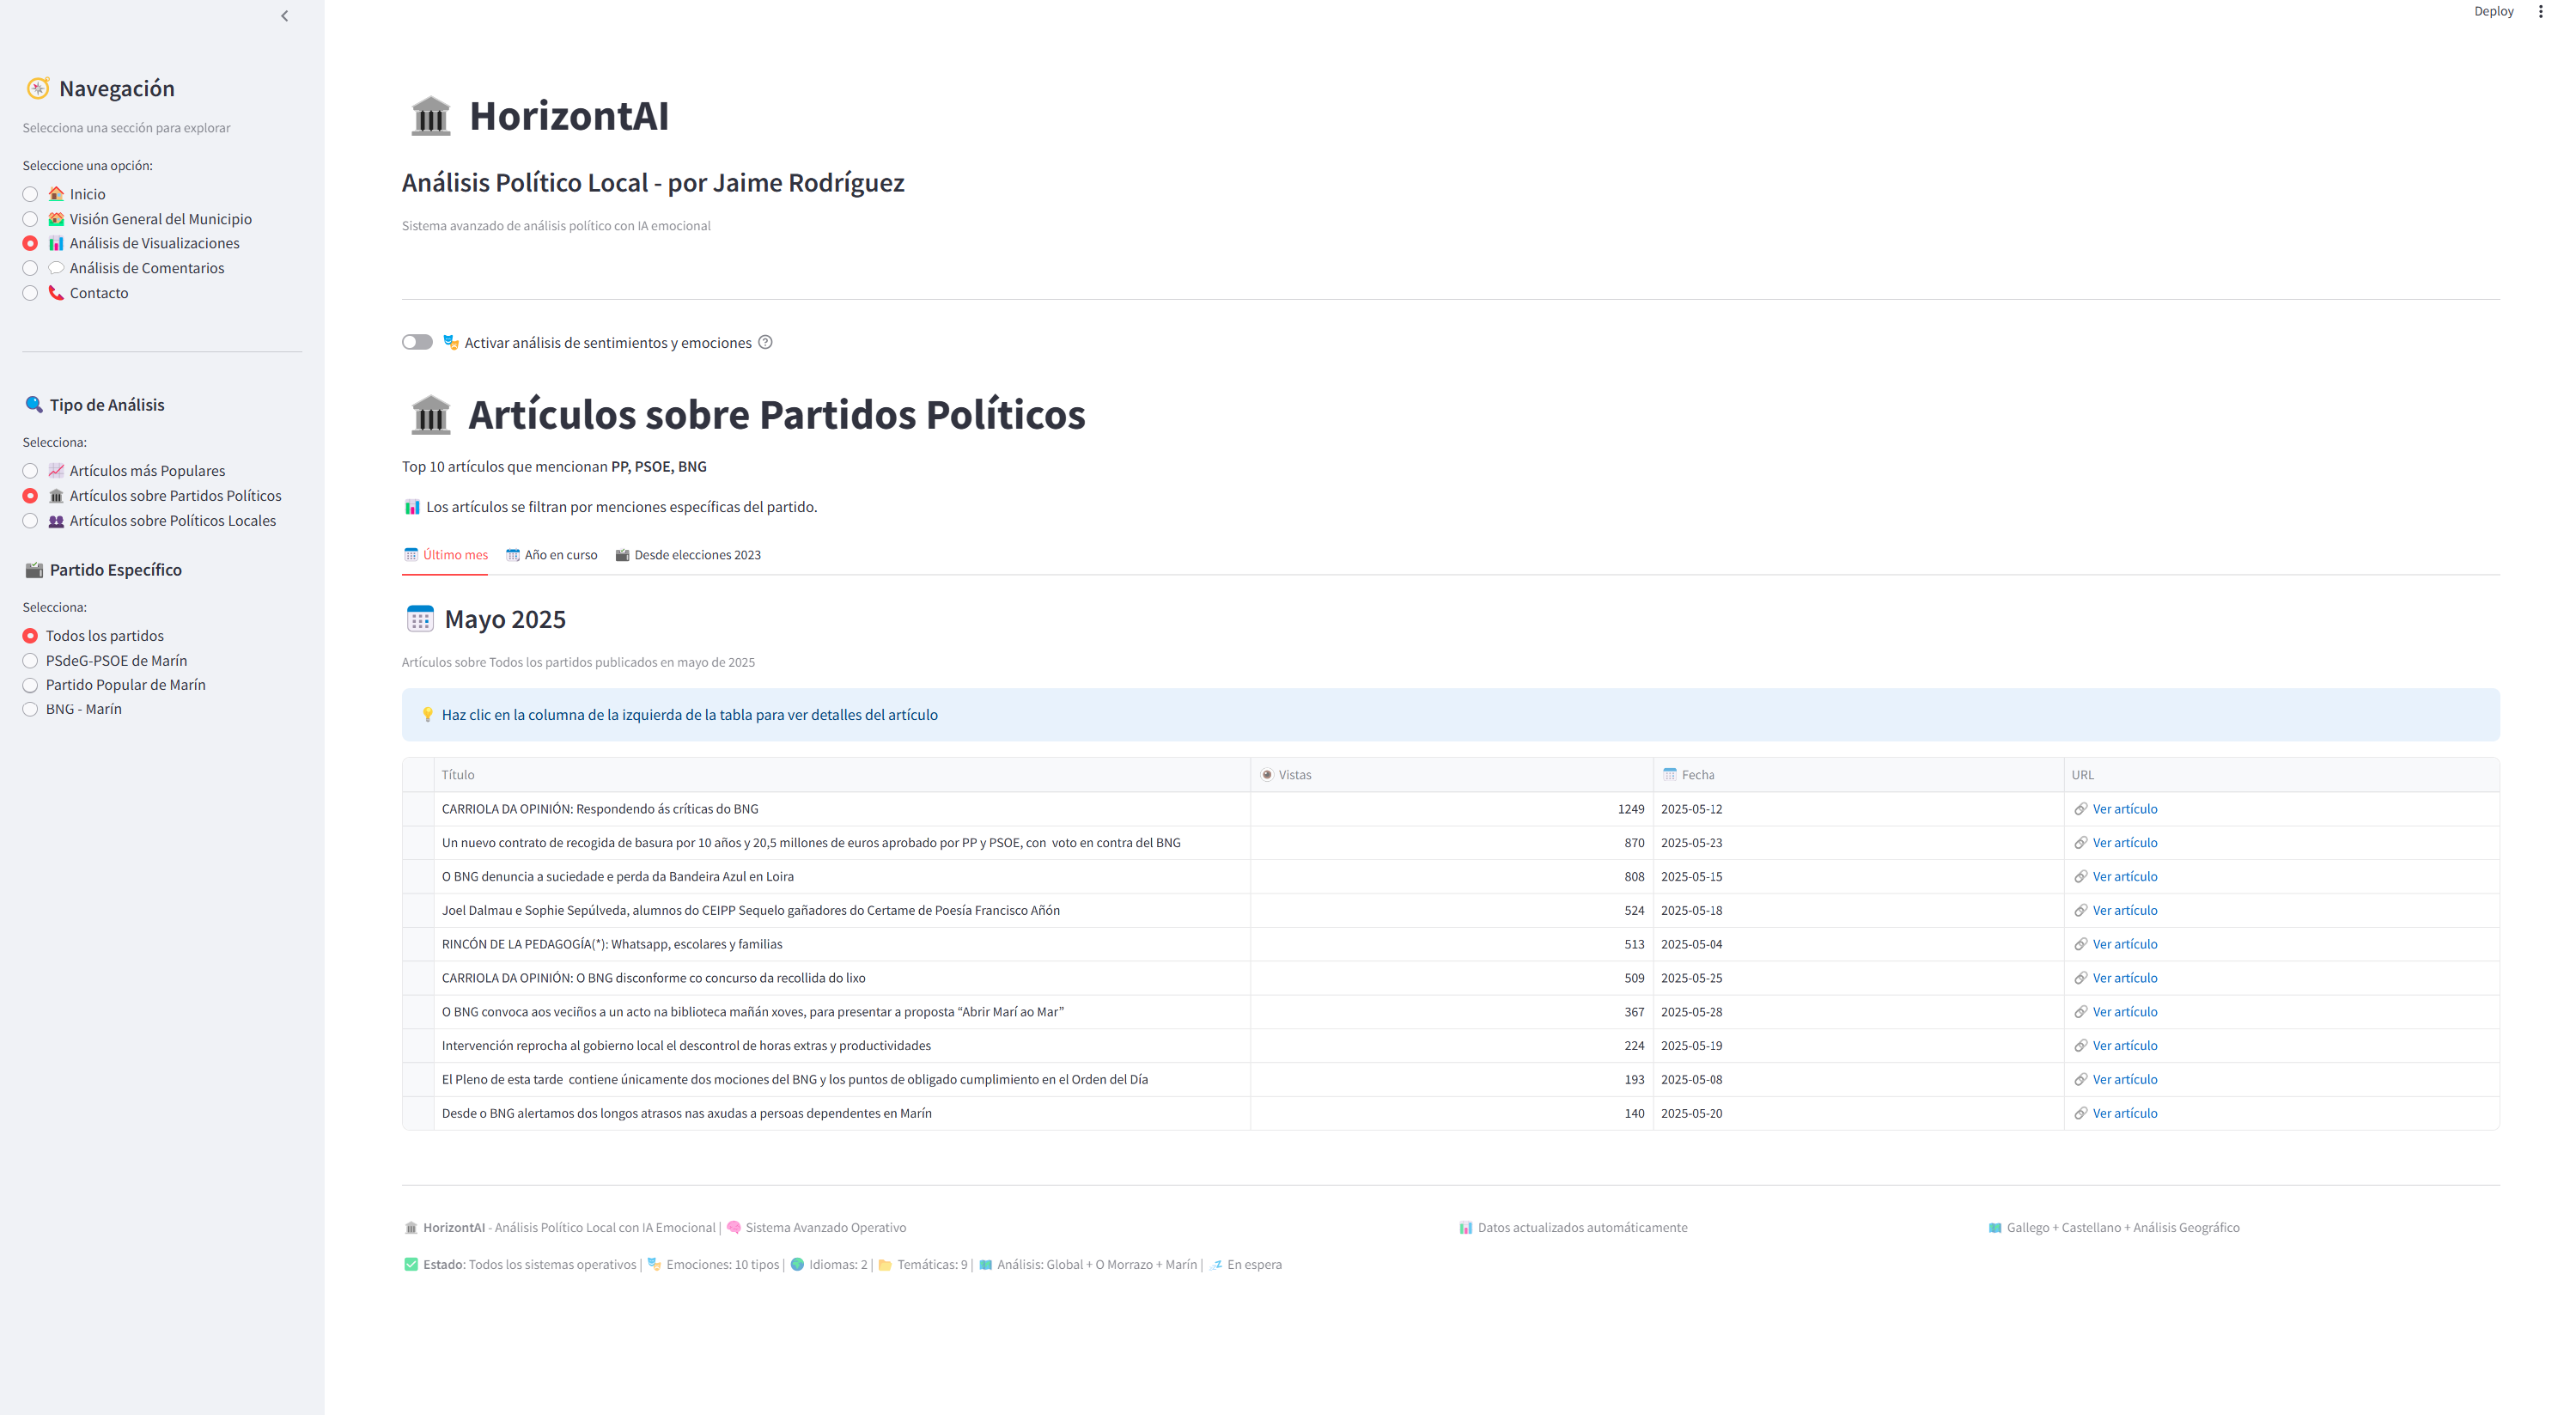 Deploy
Navegación
Selecciona una sección para explorar
Seleccione una opción:
Inicio
Visión General del Municipio
Análisis de Visualizaciones
Análisis de Comentarios
Contacto
Tipo de Análisis
Selecciona:
Artículos más Populares
Artículos sobre Partidos Políticos
Artículos sobre Políticos Locales
Partido Específico
Selecciona:
Todos los partidos
PSdeG-PSOE de Marín
Partido Popular de Marín
BNG - Marín
HorizontAI
Análisis Político Local - por Jaime Rodríguez
Sistema avanzado de análisis político con IA emocional
Activar análisis de sentimientos y emociones
Artículos sobre Partidos Políticos
Top 10 artículos que mencionan PP, PSOE, BNG
Los artículos se filtran por menciones específicas del partido.
Último mes Año en curso Desde elecciones 2023
Mayo 2025
Artículos sobre Todos los partidos publicados en mayo de 2025
Haz clic en la columna de la izquierda de la tabla para ver detalles del artículo
Título Vistas Fecha URL
CARRIOLA DA OPINIÓN: Respondendo ás críticas do BNG 1249 2025-05-12 Ver artículo
Un nuevo contrato de recogida de basura por 10 años y 20,5 millones de euros aprobado por PP y PSOE, con  voto en contra del BNG 870 2025-05-23 Ver artículo
O BNG denuncia a suciedade e perda da Bandeira Azul en Loira 808 2025-05-15 Ver artículo
Joel Dalmau e Sophie Sepúlveda, alumnos do CEIPP Sequelo gañadores do Certame de Poesía Francisco Añón 524 2025-05-18 Ver artículo
RINCÓN DE LA PEDAGOGÍA(*): Whatsapp, escolares y familias 513 2025-05-04 Ver artículo
CARRIOLA DA OPINIÓN: O BNG disconforme co concurso da recollida do lixo 509 2025-05-25 Ver artículo
O BNG convoca aos veciños a un acto na biblioteca mañán xoves, para presentar a proposta “Abrir Marí ao Mar” 367 2025-05-28 Ver artículo
Intervención reprocha al gobierno local el descontrol de horas extras y productividades 224 2025-05-19 Ver artículo
El Pleno de esta tarde  contiene únicamente dos mociones del BNG y los puntos de obligado cumplimiento en el Orden del Día 193 2025-05-08 Ver artículo
Desde o BNG alertamos dos longos atrasos nas axudas a persoas dependentes en Marín 140 2025-05-20 Ver artículo
HorizontAI - Análisis Político Local con IA Emocional | Sistema Avanzado Operativo
Datos actualizados automáticamente
Gallego + Castellano + Análisis Geográfico
Estado: Todos los sistemas operativos | Emociones: 10 tipos | Idiomas: 2 | Temáticas: 9 | Análisis: Global + O Morrazo + Marín | En espera